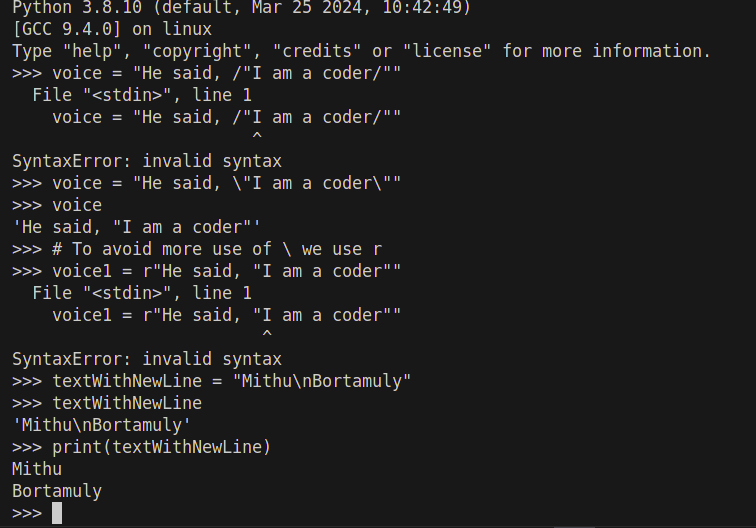 Python 3.8.10 (default, Mar 25 2024, 10:42:49)
[GCC 9.4.0] on linux
Type "help", "copyright", "credits" or "license" for more information.
>>> voice = "He said, /"I am a coder/""
  File "<stdin>", line 1
    voice = "He said, /"I am a coder/""
                        ^
SyntaxError: invalid syntax
>>> voice = "He said, \"I am a coder\""
>>> voice
'He said, "I am a coder"'
>>> # To avoid more use of \ we use r
>>> voice1 = r"He said, "I am a coder""
  File "<stdin>", line 1
    voice1 = r"He said, "I am a coder""
                         ^
SyntaxError: invalid syntax
>>> textWithNewLine = "Mithu\nBortamuly"
>>> textWithNewLine
'Mithu\nBortamuly'
>>> print(textWithNewLine)
Mithu
Bortamuly
>>>